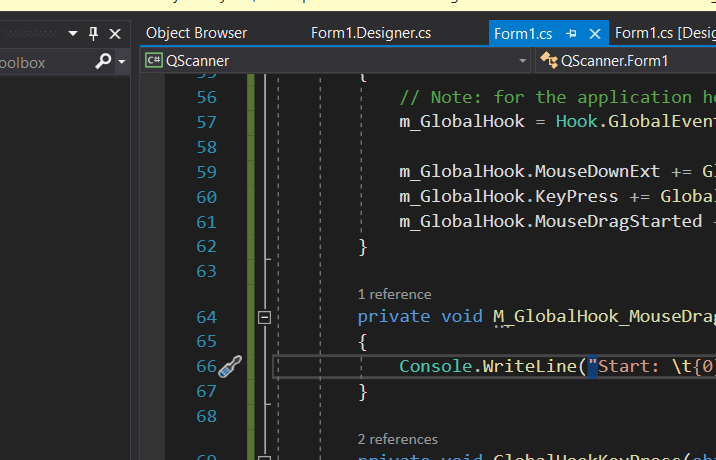 Object Browser Form1.Designer.cs Form1.cs Form1.cs [Desig
oolbox C# QScanner QScanner.Form1
{
56 // Note: for the application ho
57 m_GlobalHook = Hook.GlobalEvent
58
59 m_GlobalHook.MouseDownExt += Gl
60 m_GlobalHook.KeyPress += Global
61 m_GlobalHook.MouseDragStarted
62 }
63
1 reference
64 private void M_GlobalHook_MouseDrag
65 {
66 Console.WriteLine("Start: \t{0}
67 }
68
2 references
69 private void GlobalHookKeyPress(obj